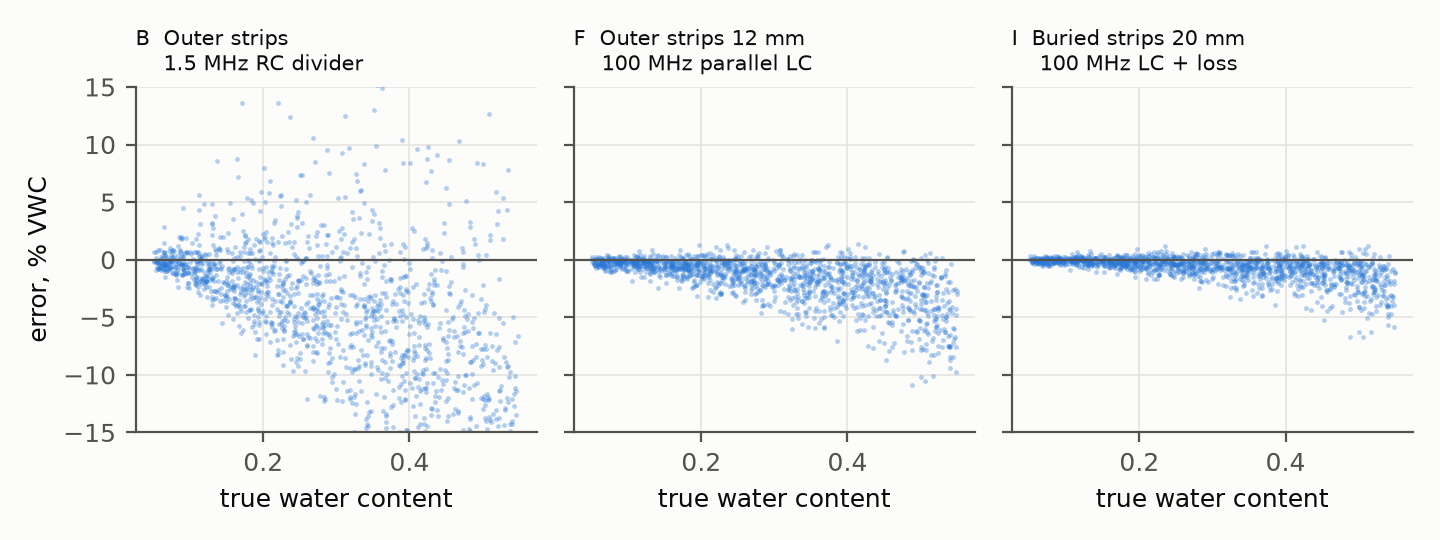 B  Outer strips
1.5 MHz RC divider
F  Outer strips 12 mm
100 MHz parallel LC
I  Buried strips 20 mm
100 MHz LC + loss
error, % VWC
15
10
5
0
−5
−10
−15
0.2
0.4
0.2
0.4
0.2
0.4
true water content
true water content
true water content